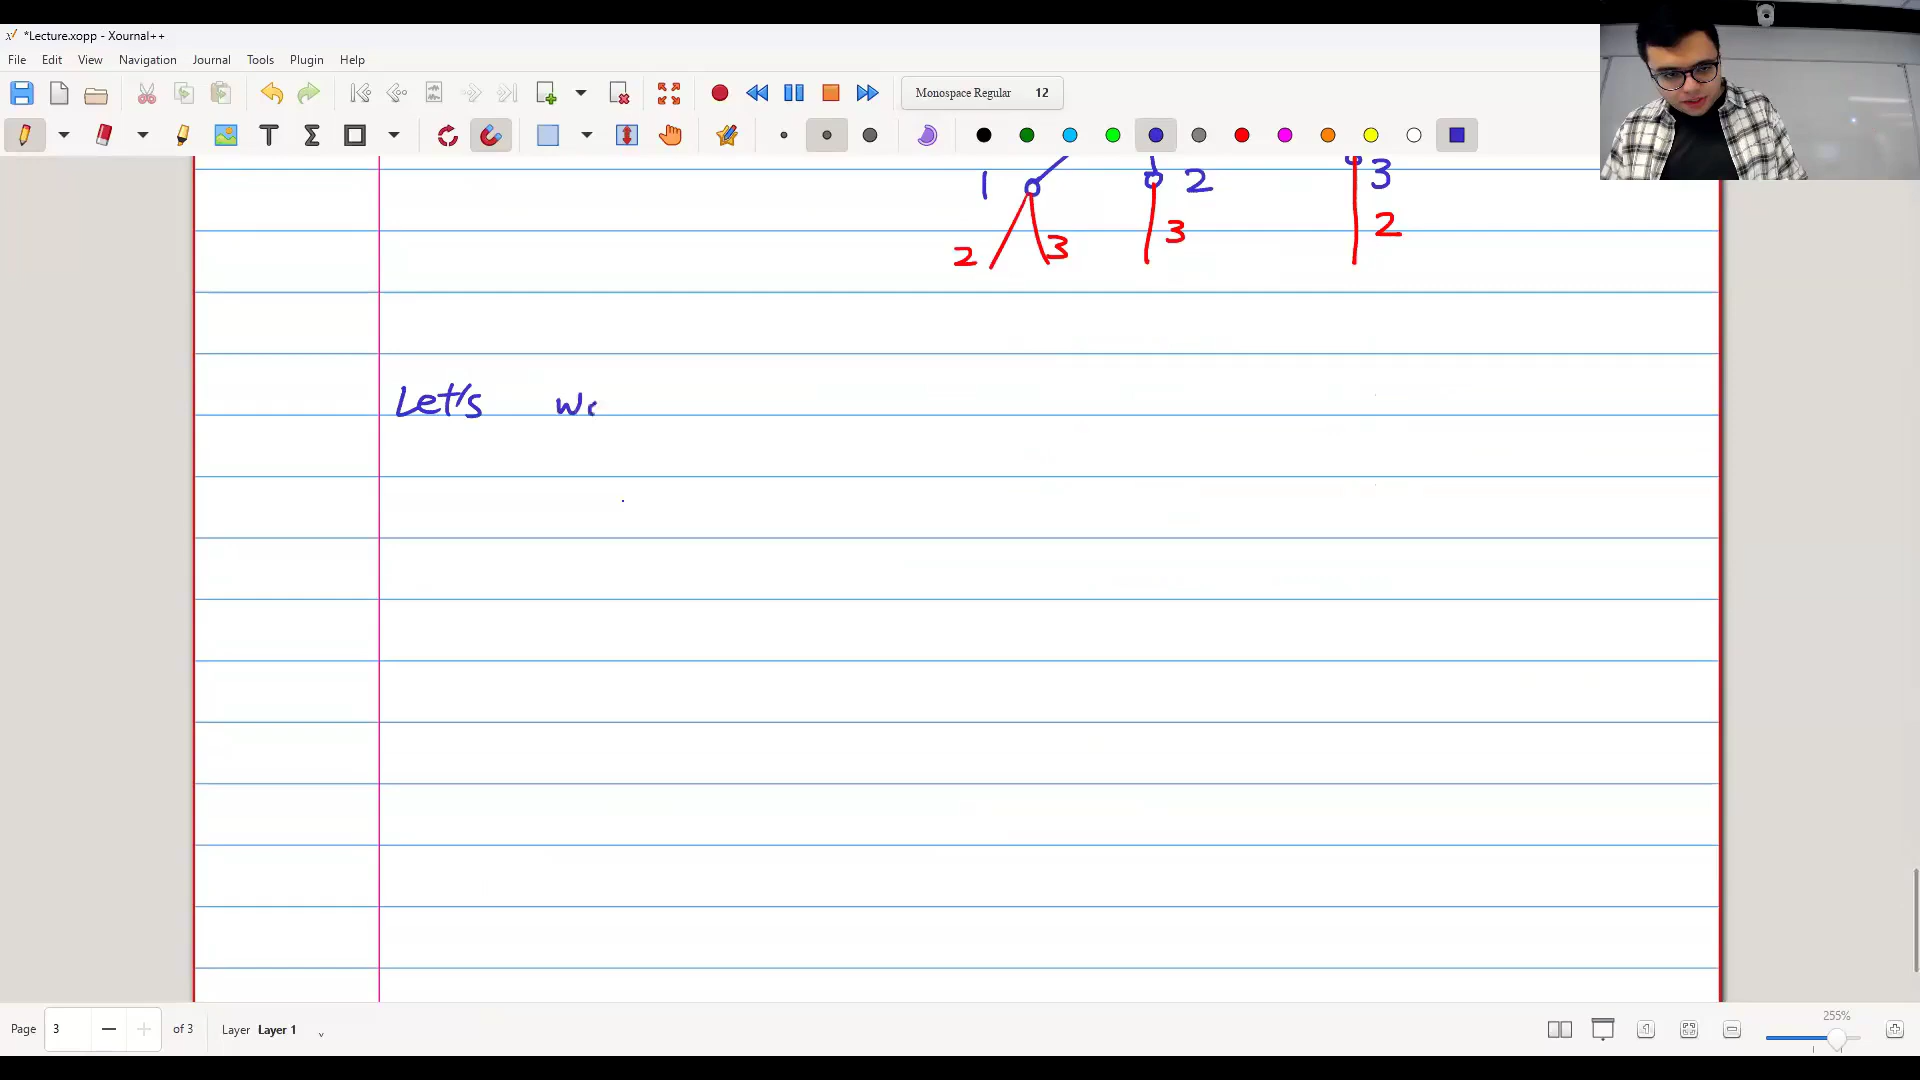 *Lecture.xopp - Xournal++
File Edit View Navigation Journal Tools Plugin Help
Monospace Regular 12
1 2 3
2 3 3 2
Let's
Page 3 of 3 Layer Layer 1 255%